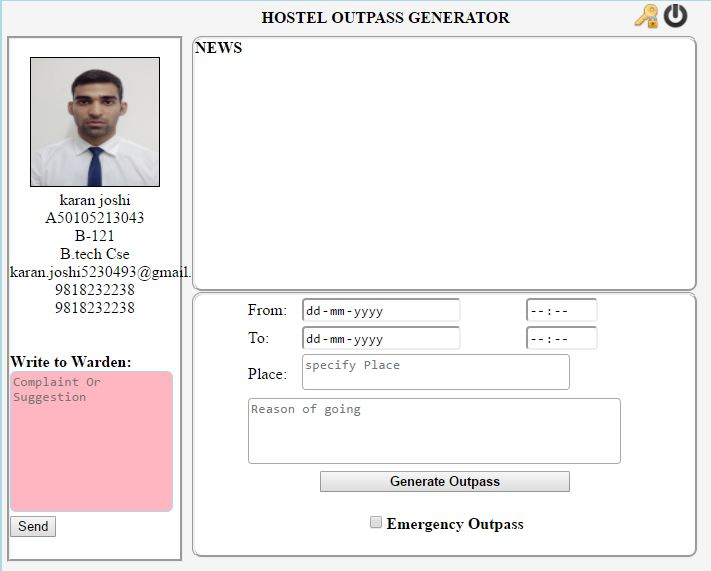 HOSTEL OUTPASS GENERATOR
karan joshi
A50105213043
B-121
B.tech Cse
karan.joshi5230493@gmail.
9818232238
9818232238
Write to Warden:
Complaint Or
Suggestion
Send
NEWS
From: dd-mm-yyyy --:--
To: dd-mm-yyyy --:--
Place: specify Place
Reason of going
Generate Outpass
Emergency Outpass